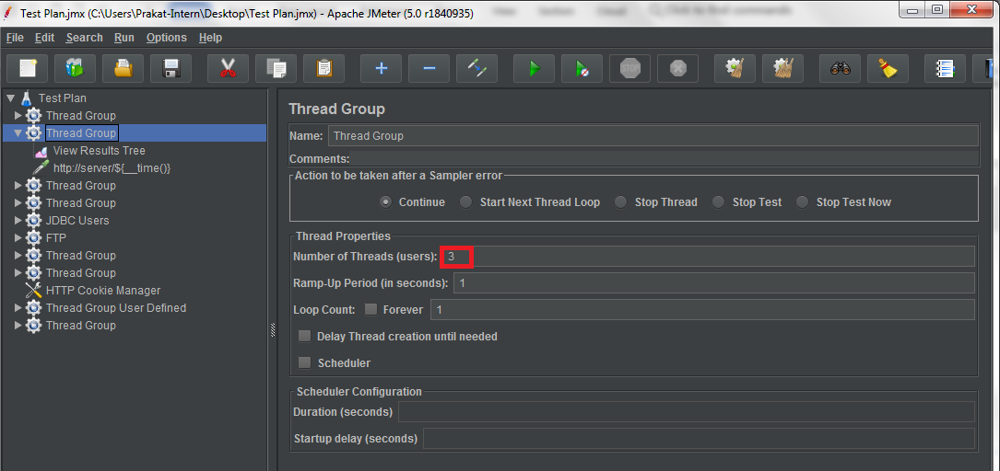 Test Plan.jmx (C:\Users\Prakat-Intern\Desktop\Test Plan.jmx) - Apache JMeter (5.0 r1840935)
File Edit Search Run Options Help
STOP
Test Plan
Thread Group
Thread Group
View Results Tree
http://server/${__time()}
Thread Group
Thread Group
JDBC Users
FTP
Thread Group
Thread Group
HTTP Cookie Manager
Thread Group User Defined
Thread Group
Thread Group
Name: Thread Group
Comments:
Action to be taken after a Sampler error
Continue Start Next Thread Loop Stop Thread Stop Test Stop Test Now
Thread Properties
Number of Threads (users): 3
Ramp-Up Period (in seconds): 1
Loop Count: Forever 1
Delay Thread creation until needed
Scheduler
Scheduler Configuration
Duration (seconds)
Startup delay (seconds)